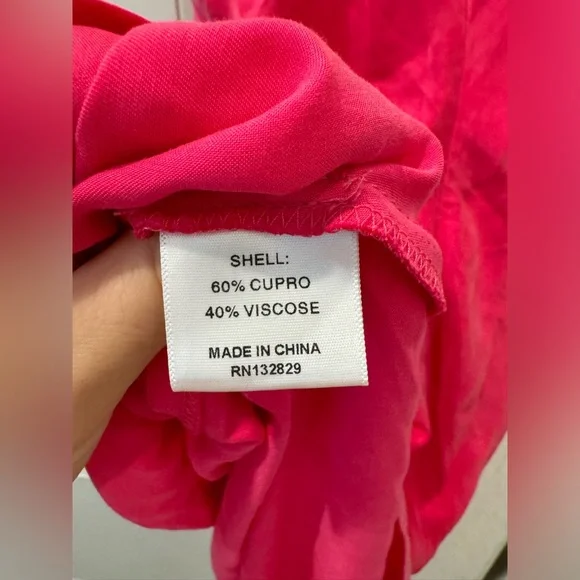 SHELL:
60% CUPRO
40% VISCOSE
MADE IN CHINA
RN132829